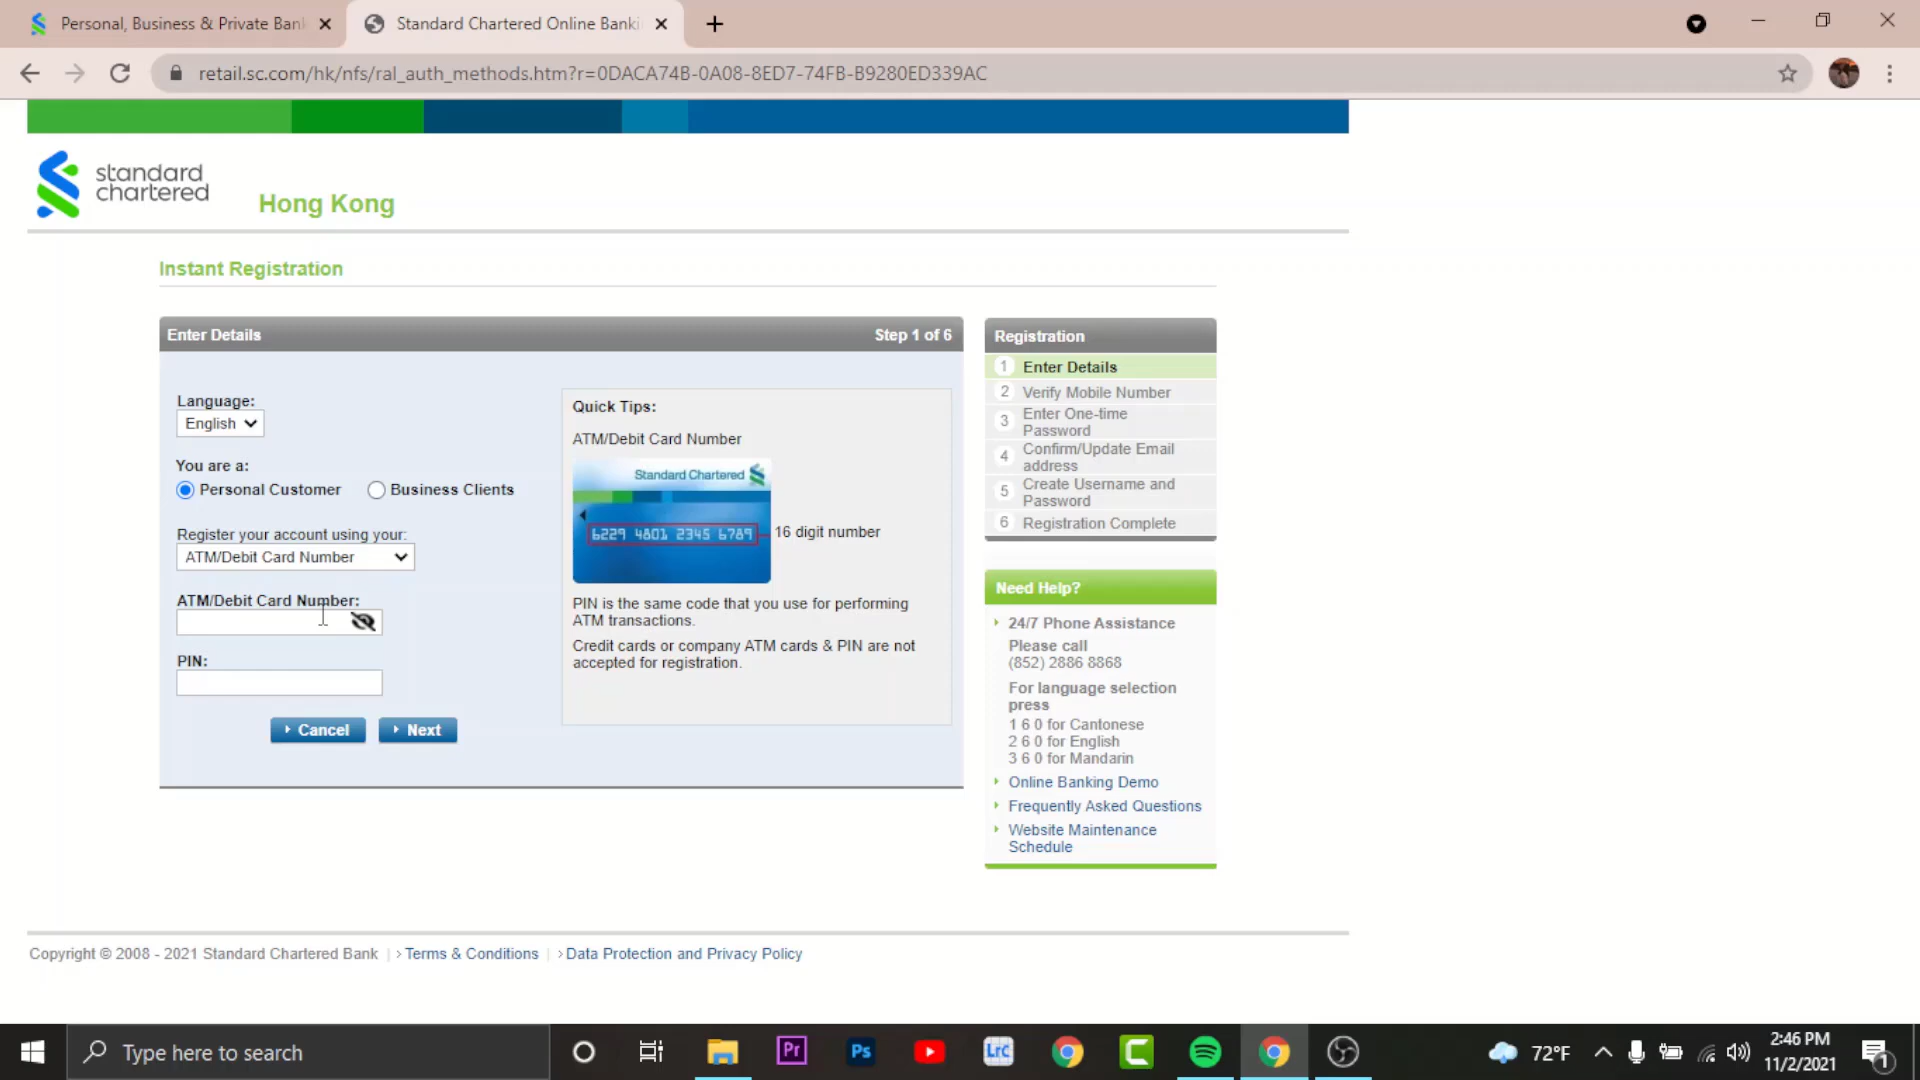 Personal, Business & Private Ban
Standard Chartered Online Banki
retail.sc.com/hk/nfs/ral_auth_methods.htm?r=0DACA74B-0A08-8ED7-74FB-B9280ED339AC
standard
chartered
Hong Kong
Instant Registration
Enter Details
Step 1 of 6
Language:
English
You are a:
Personal Customer
Business Clients
Register your account using your:
ATM/Debit Card Number
ATM/Debit Card Number:
PIN:
Cancel
Next
Quick Tips:
ATM/Debit Card Number
Standard Chartered
6229 4801 2345 6789
16 digit number
PIN is the same code that you use for performing
ATM transactions.
Credit cards or company ATM cards & PIN are not
accepted for registration.
Registration
1 Enter Details
2 Verify Mobile Number
3 Enter One-time
Password
4 Confirm/Update Email
address
5 Create Username and
Password
6 Registration Complete
Need Help?
24/7 Phone Assistance
Please call
(852) 2886 8868
For language selection
press
1 6 0 for Cantonese
2 6 0 for English
3 6 0 for Mandarin
Online Banking Demo
Frequently Asked Questions
Website Maintenance
Schedule
Copyright © 2008 - 2021 Standard Chartered Bank | > Terms & Conditions | > Data Protection and Privacy Policy
Type here to search
Pr
Ps
LrC
C
72°F
2:46 PM
11/2/2021
1